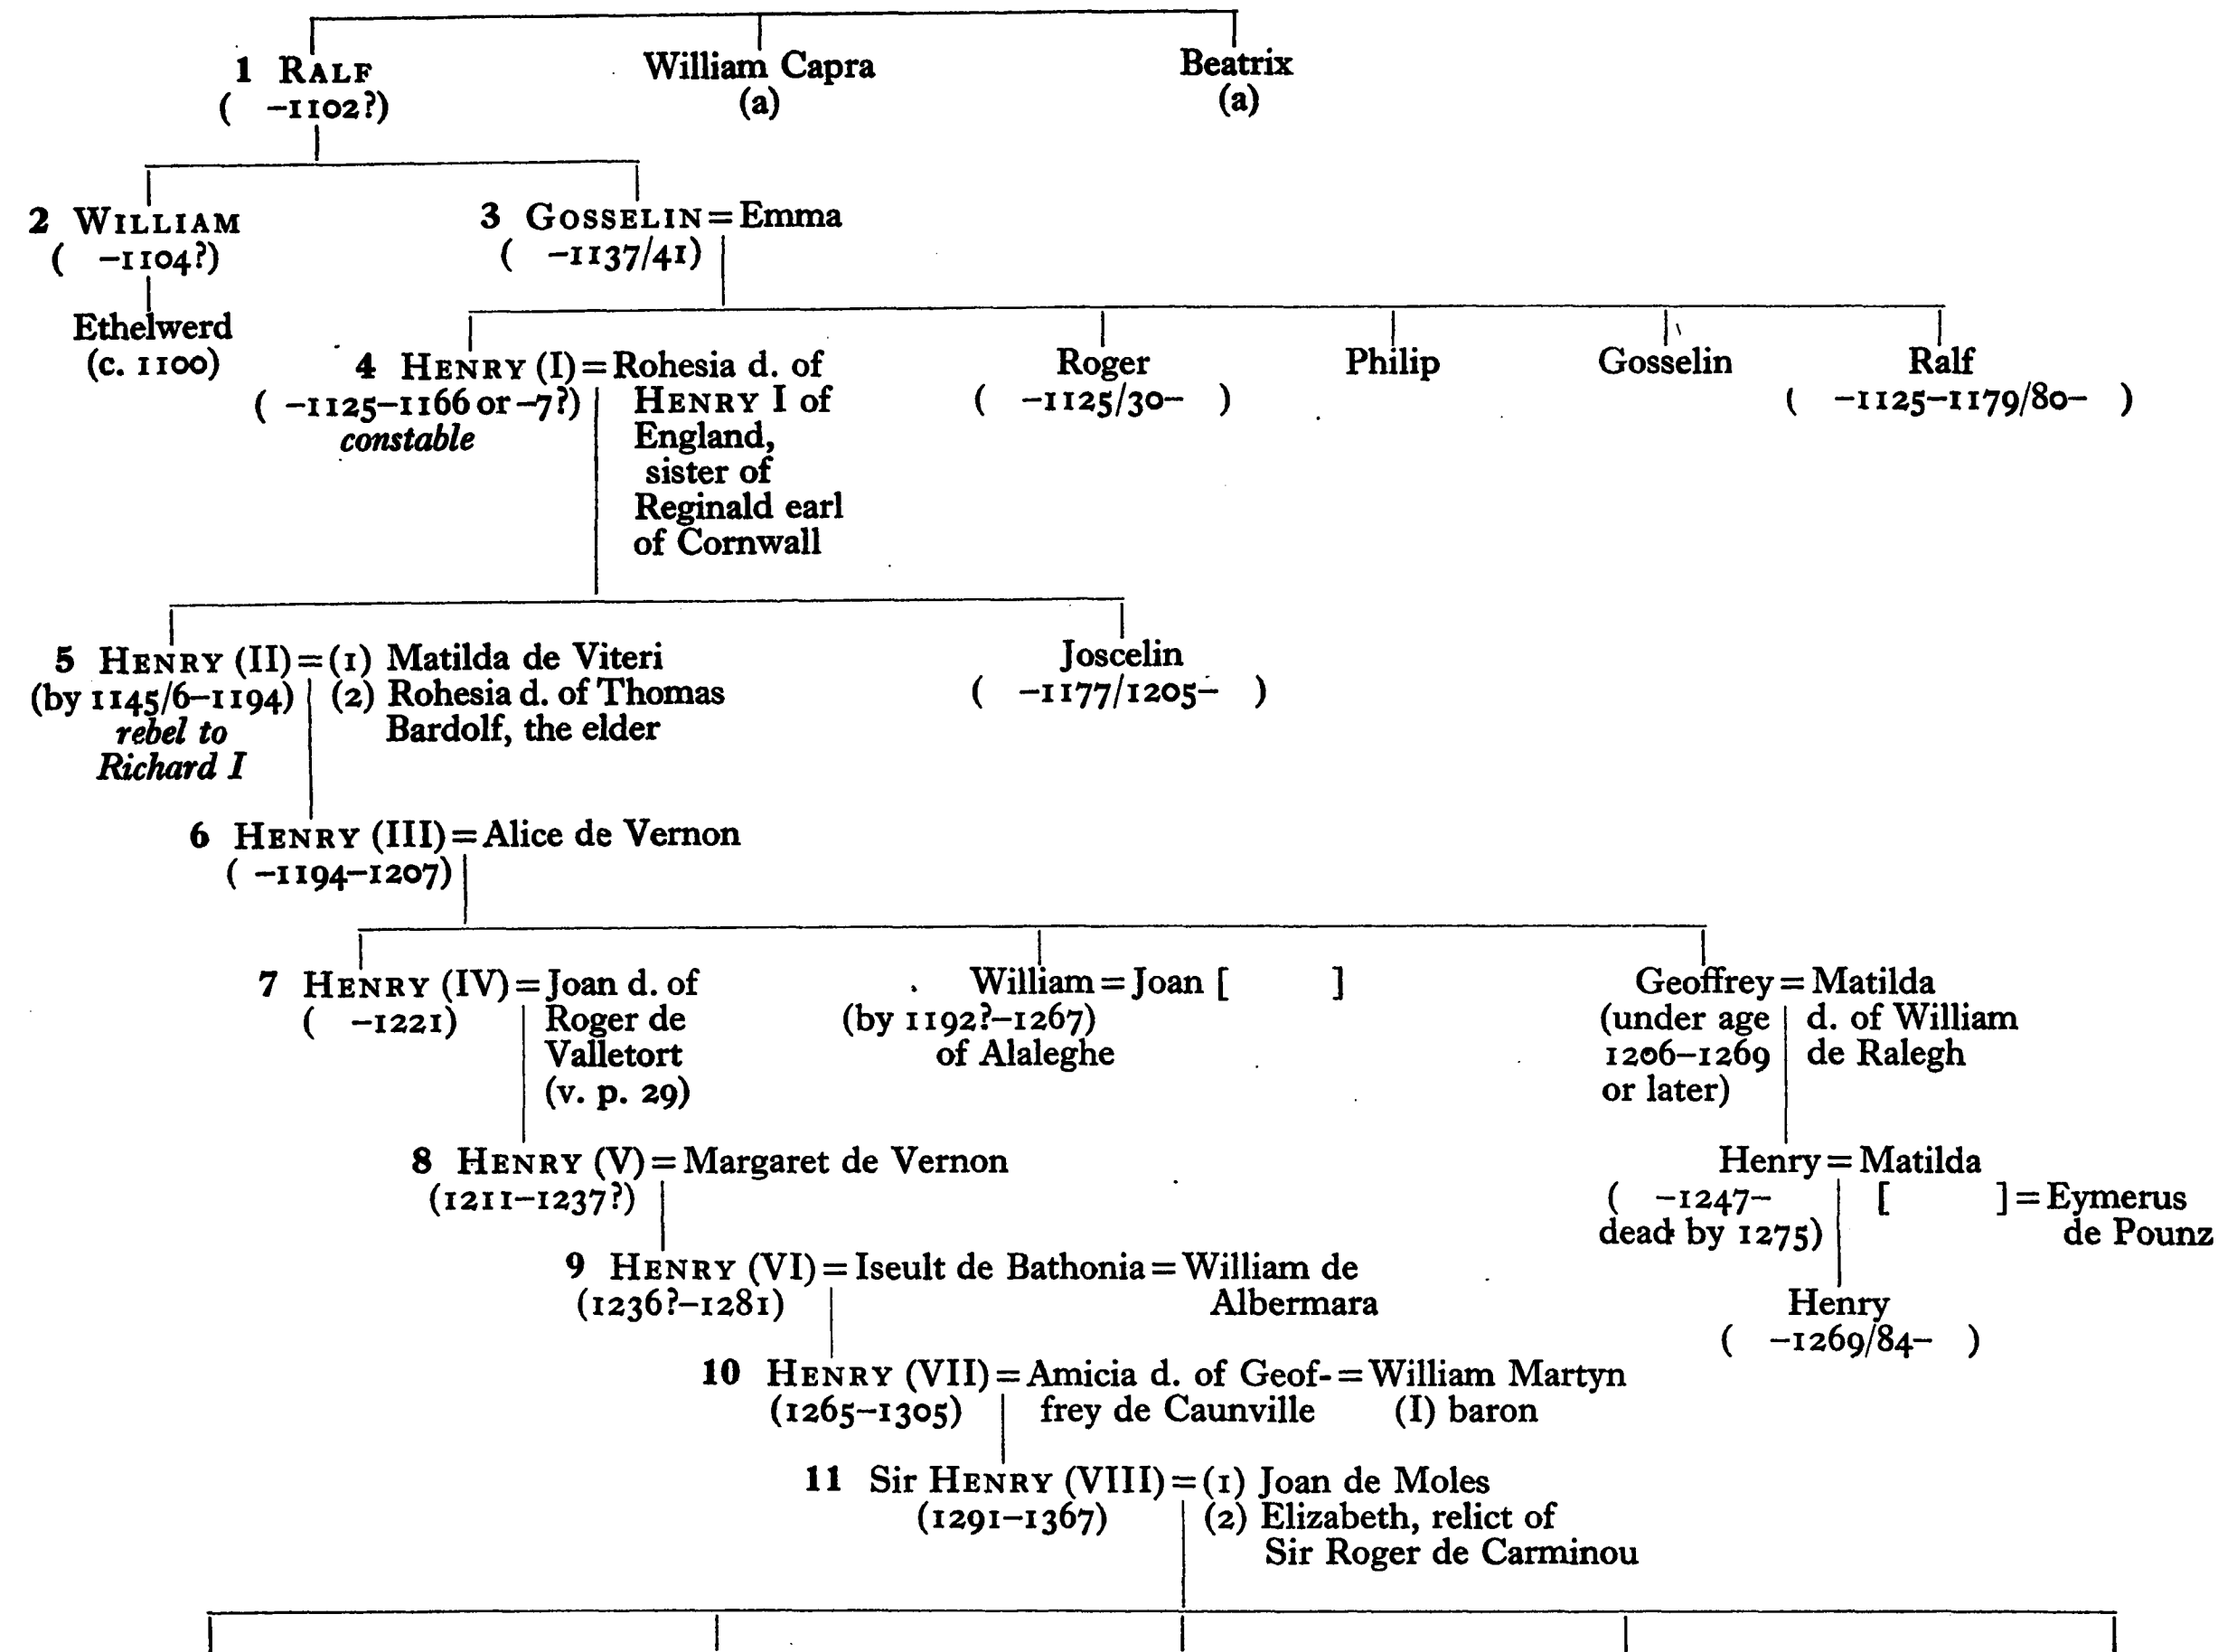 1 RALF
( -1102?)
William Capra
(a)
Beatrix
(a)
2 WILLIAM
( -1104?)
Ethelwerd
(c. 1100)
3 GOSSELIN = Emma
( -1137/41)
4 HENRY (I) = Rohesia d. of
( -1125-1166 or -7?) HENRY I of
constable England,
sister of
Reginald earl
of Cornwall
Roger
( -1125/30- )
Philip
Gosselin
Ralf
( -1125-1179/80- )
5 HENRY (II) = (1) Matilda de Viteri
(by 1145/6-1194) (2) Rohesia d. of Thomas
rebel to Bardolf, the elder
Richard I
Joscelin
( -1177/1205- )
6 HENRY (III) = Alice de Vernon
( -1194-1207)
7 HENRY (IV) = Joan d. of
( -1221) Roger de
Valletort
(v. p. 29)
William = Joan [ ]
(by 1192?-1267)
of Alaleghe
Geoffrey = Matilda
(under age d. of William
1206-1269 de Ralegh
or later)
8 HENRY (V) = Margaret de Vernon
(1211-1237?)
Henry = Matilda
( -1247- [ ] = Eymerus
dead by 1275) de Pounz
9 HENRY (VI) = Iseult de Bathonia = William de
(1236?-1281) Albermara
Henry
( -1269/84- )
10 HENRY (VII) = Amicia d. of Geof- = William Martyn
(1265-1305) frey de Caunville (I) baron
11 Sir HENRY (VIII) = (1) Joan de Moles
(1291-1367) (2) Elizabeth, relict of
Sir Roger de Carminou